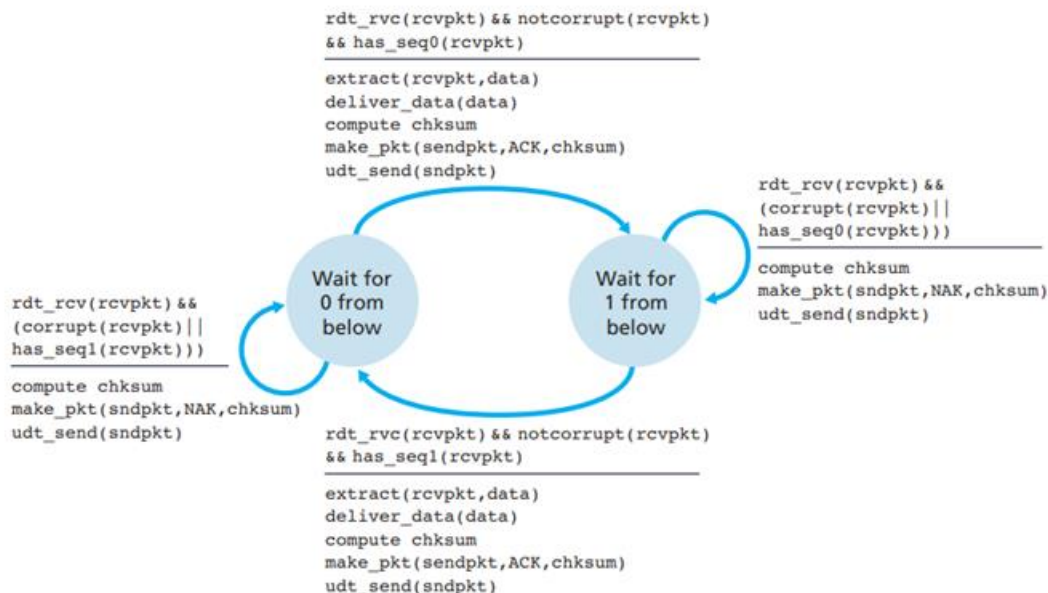 rdt_rvc(rcvpkt) && notcorrupt(rcvpkt)
&& has_seq0(rcvpkt)
extract(rcvpkt,data)
deliver_data(data)
compute chksum
make_pkt(sendpkt,ACK,chksum)
udt_send(sndpkt)
rdt_rcv(rcvpkt) &&
(corrupt(rcvpkt)||
has_seq0(rcvpkt)))
compute chksum
make_pkt(sndpkt,NAK,chksum)
udt_send(sndpkt)
Wait for
0 from
below
Wait for
1 from
below
rdt_rcv(rcvpkt) &&
(corrupt(rcvpkt)||
has_seq1(rcvpkt)))
compute chksum
make_pkt(sndpkt,NAK,chksum)
udt_send(sndpkt)
rdt_rvc(rcvpkt) && notcorrupt(rcvpkt)
&& has_seq1(rcvpkt)
extract(rcvpkt,data)
deliver_data(data)
compute chksum
make_pkt(sendpkt,ACK,chksum)
udt_send(sndpkt)